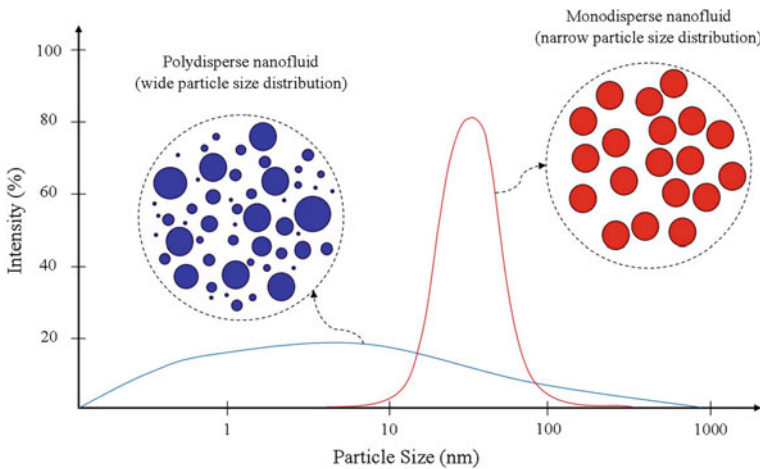 Monodisperse nanofluid
(narrow particle size distribution)
Polydisperse nanofluid
(wide particle size distribution)
100
80
60
40
20
Intensity (%)
1
10
100
1000
Particle Size (nm)